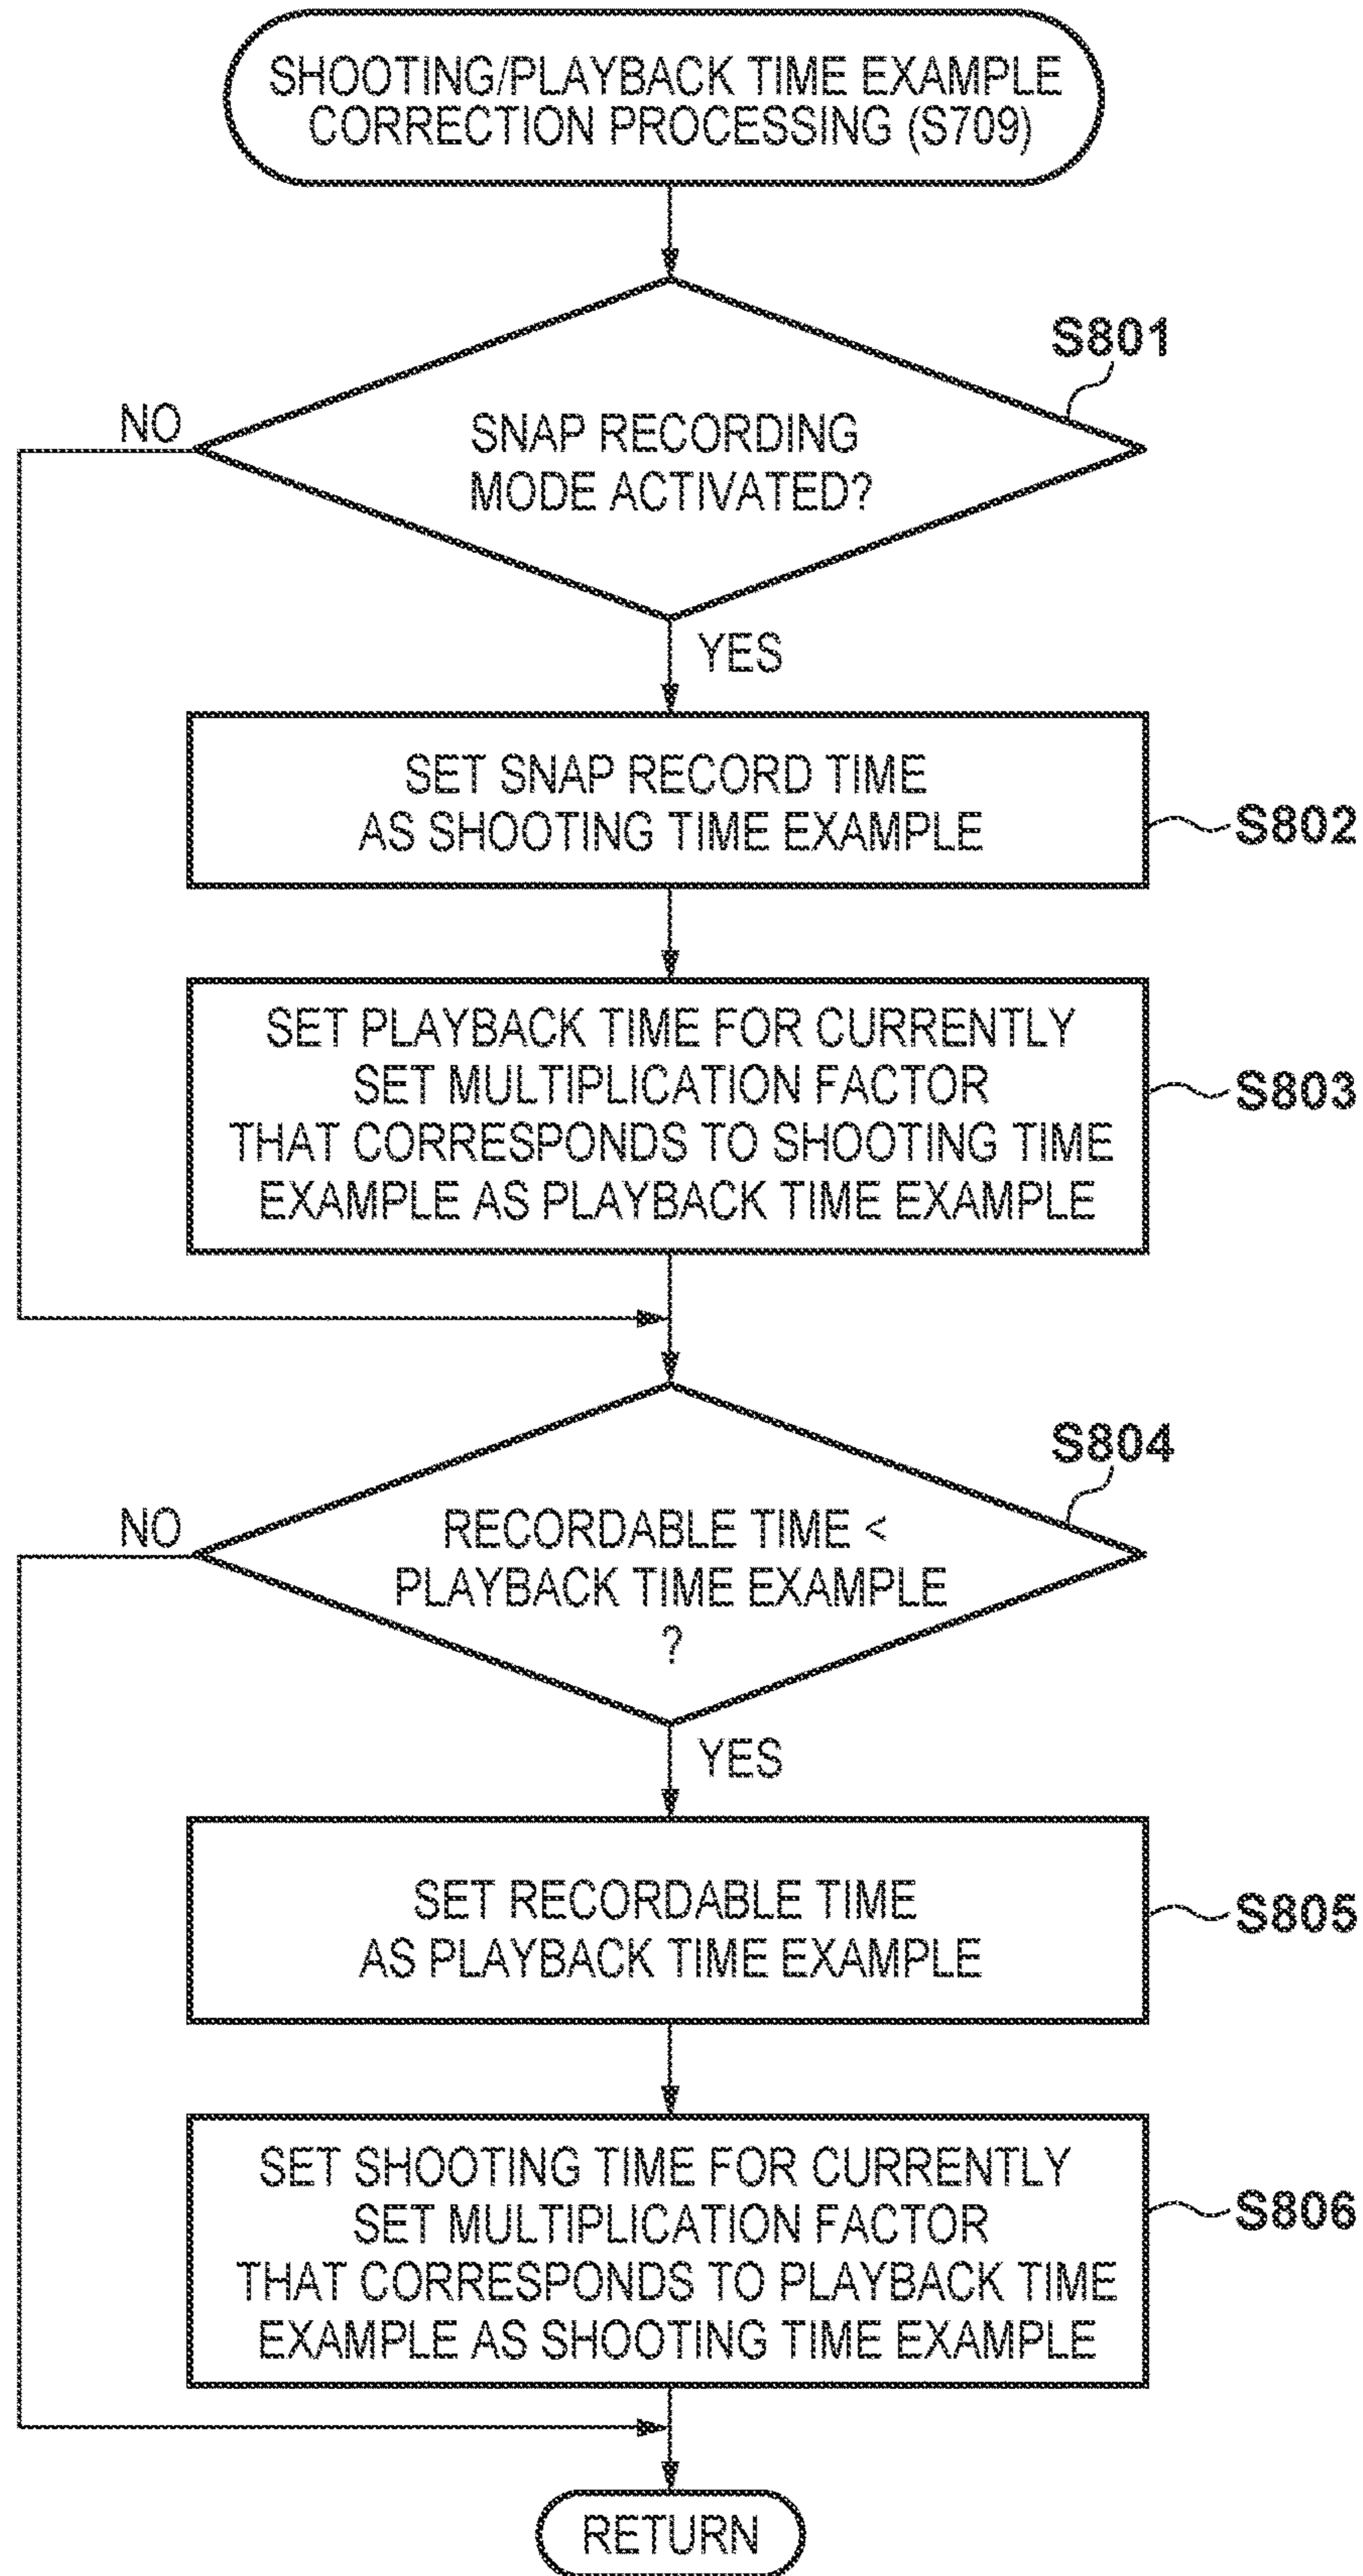 SHOOTING/PLAYBACK TIME EXAMPLE
CORRECTION PROCESSING (S709)
S801
NO
SNAP RECORDING
MODE ACTIVATED?
YES
SET SNAP RECORD TIME
AS SHOOTING TIME EXAMPLE
S802
SET PLAYBACK TIME FOR CURRENTLY
SET MULTIPLICATION FACTOR
THAT CORRESPONDS TO SHOOTING TIME
EXAMPLE AS PLAYBACK TIME EXAMPLE
S803
S804
NO
RECORDABLE TIME <
PLAYBACK TIME EXAMPLE
?
YES
SET RECORDABLE TIME
AS PLAYBACK TIME EXAMPLE
S805
SET SHOOTING TIME FOR CURRENTLY
SET MULTIPLICATION FACTOR
THAT CORRESPONDS TO PLAYBACK TIME
EXAMPLE AS SHOOTING TIME EXAMPLE
S806
RETURN